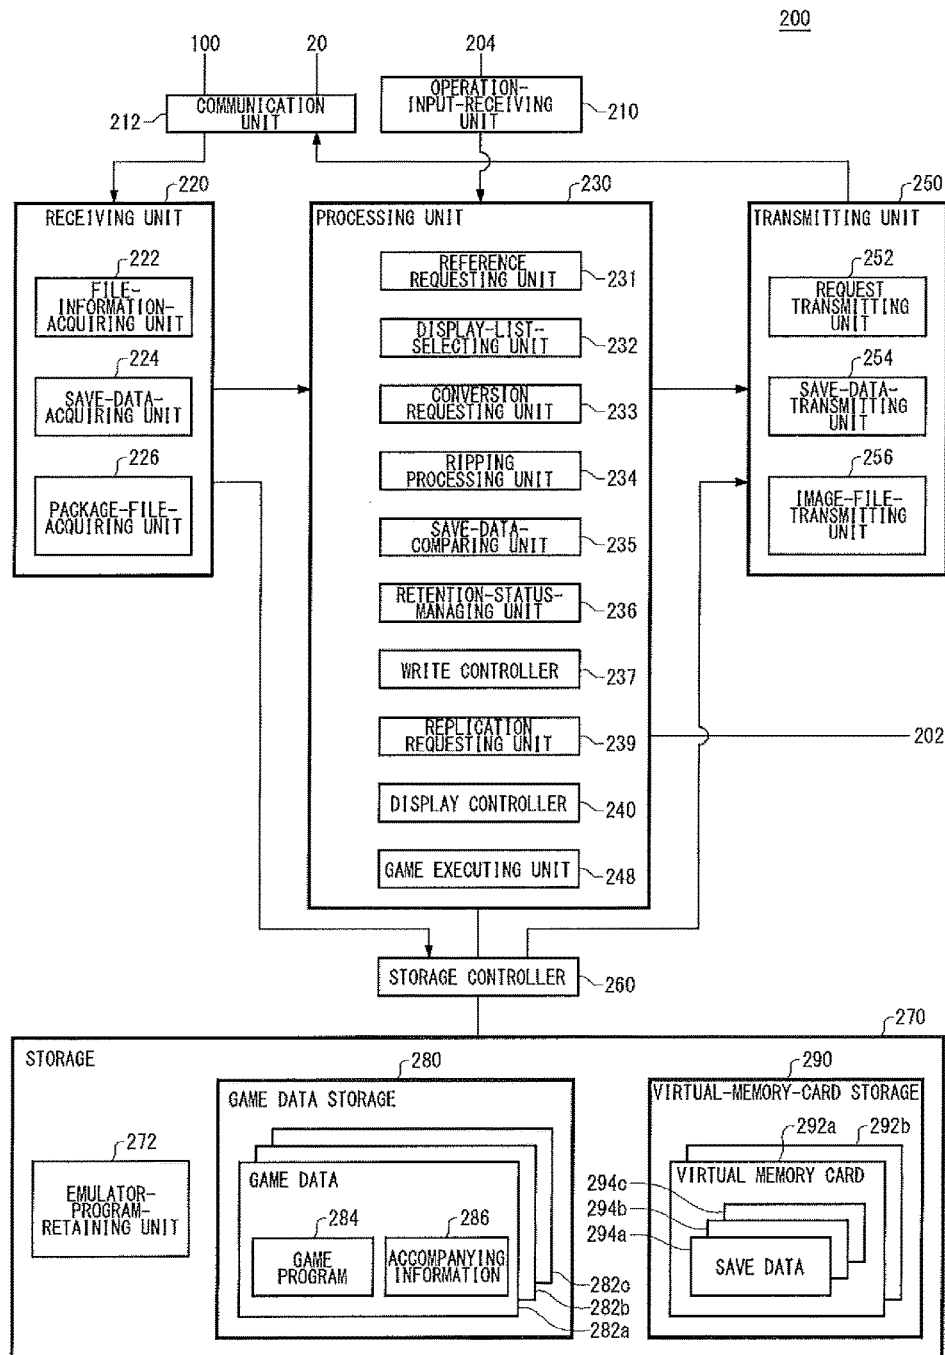 200
100
20
204
COMMUNICATION
UNIT
212
OPERATION-
INPUT-RECEIVING
UNIT
210
220
RECEIVING UNIT
222
FILE-
INFORMATION-
ACQUIRING UNIT
224
SAVE-DATA-
ACQUIRING UNIT
226
PACKAGE-FILE-
ACQUIRING UNIT
230
PROCESSING UNIT
REFERENCE
REQUESTING UNIT
231
DISPLAY-LIST-
SELECTING UNIT
232
CONVERSION
REQUESTING UNIT
233
RIPPING
PROCESSING UNIT
234
SAVE-DATA-
COMPARING UNIT
235
RETENTION-STATUS-
MANAGING UNIT
236
WRITE CONTROLLER
237
REPLICATION
REQUESTING UNIT
239
DISPLAY CONTROLLER
240
GAME EXECUTING UNIT
248
250
TRANSMITTING UNIT
252
REQUEST
TRANSMITTING
UNIT
254
SAVE-DATA-
TRANSMITTING
UNIT
256
IMAGE-FILE-
TRANSMITTING
UNIT
202
STORAGE CONTROLLER
260
270
STORAGE
272
EMULATOR-
PROGRAM-
RETAINING UNIT
280
GAME DATA STORAGE
GAME DATA
284
GAME
PROGRAM
286
ACCOMPANYING
INFORMATION
282c
282b
282a
290
VIRTUAL-MEMORY-CARD STORAGE
292a
292b
VIRTUAL MEMORY CARD
294c
294b
294a
SAVE DATA